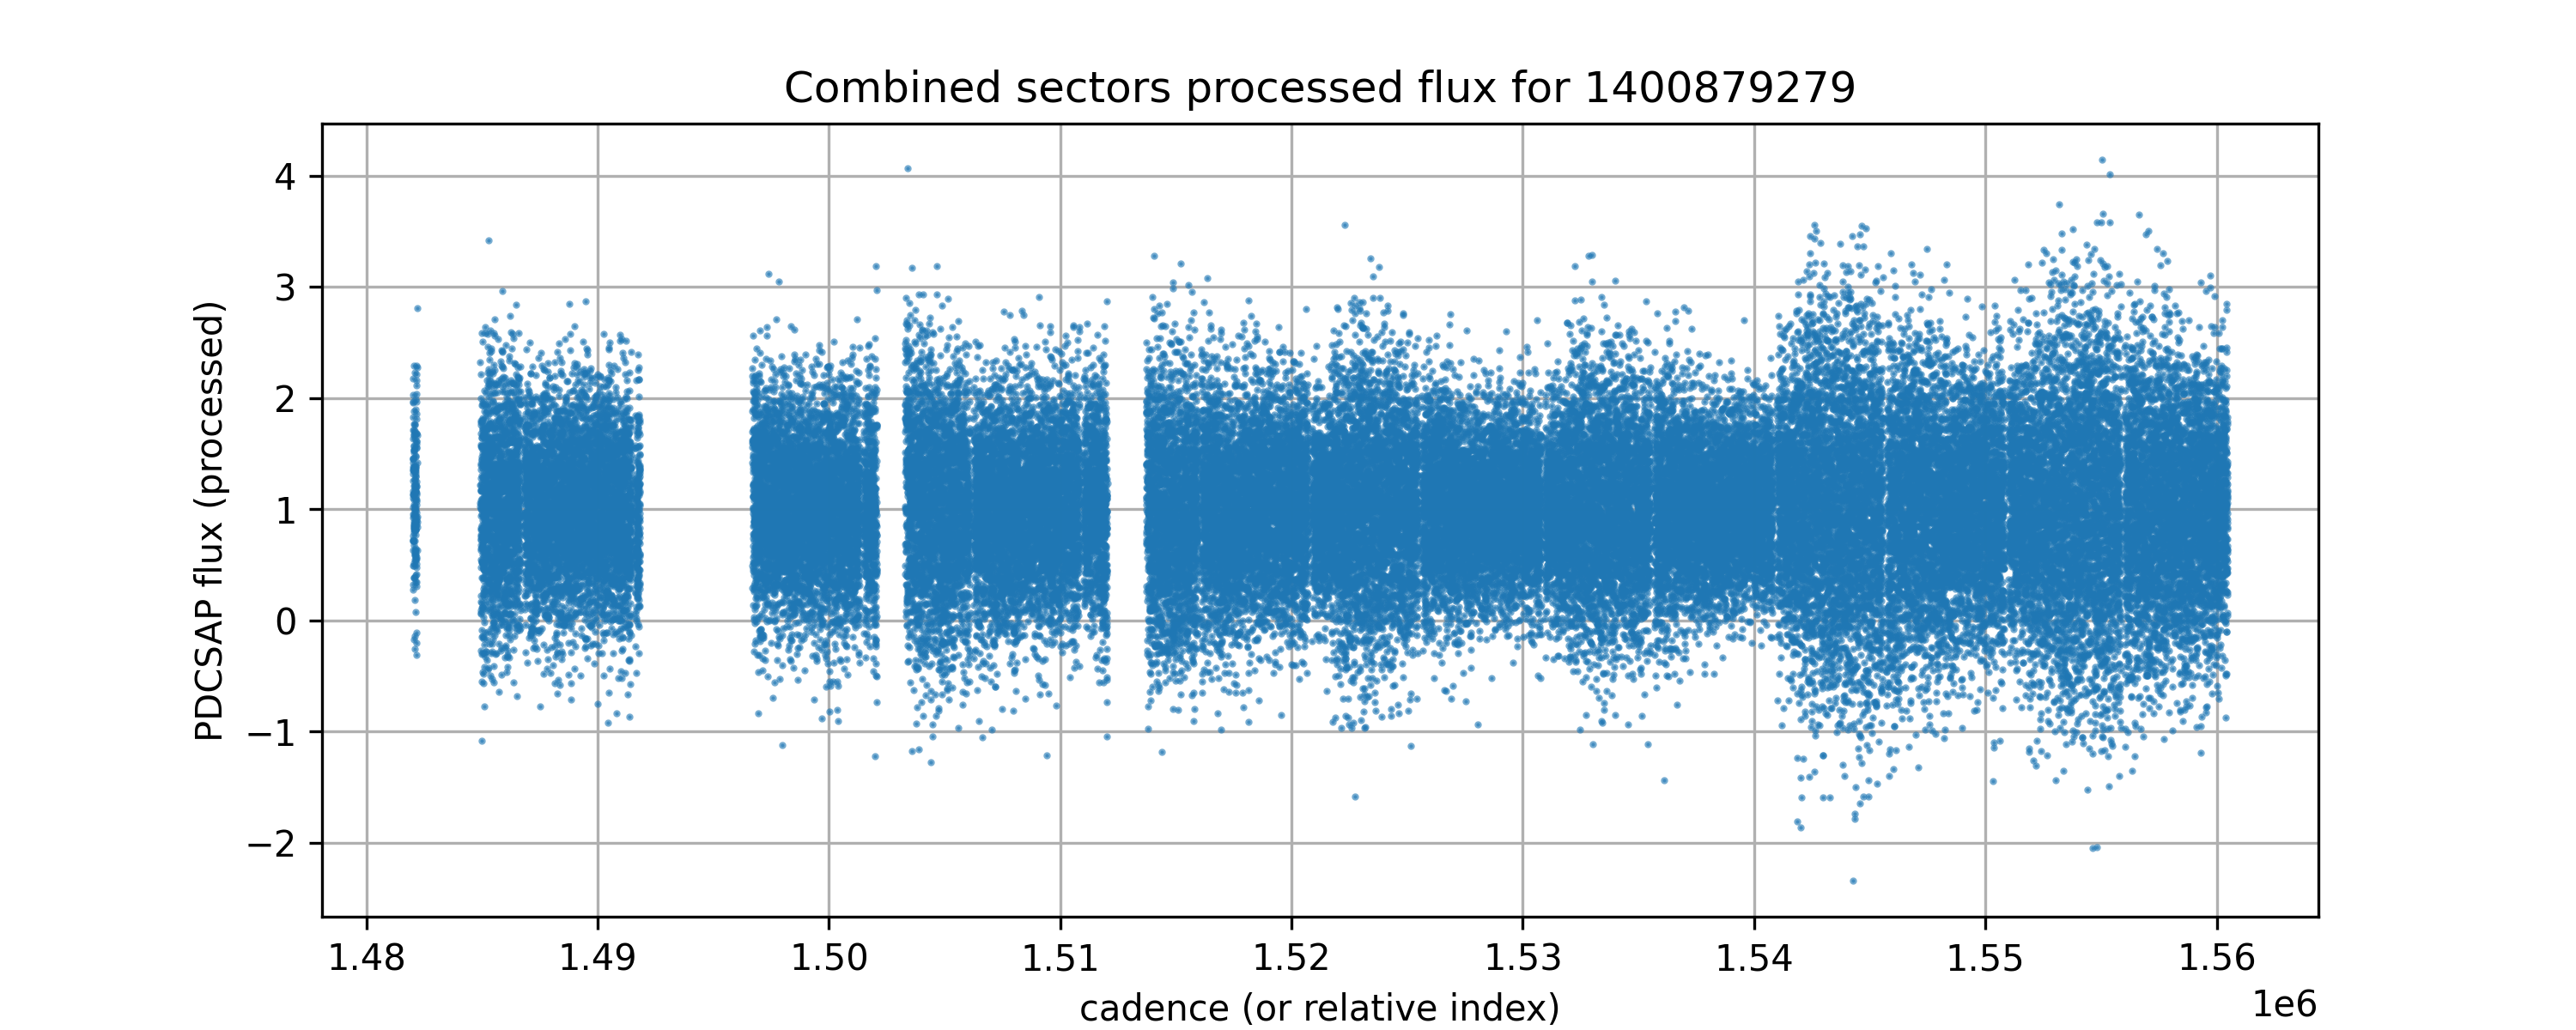 Combined sectors processed flux for 1400879279
PDCSAP flux (processed)
4
3
2
1
0
−1
−2
1.48 1.49 1.50 1.51 1.52 1.53 1.54 1.55 1.56
1e6
cadence (or relative index)